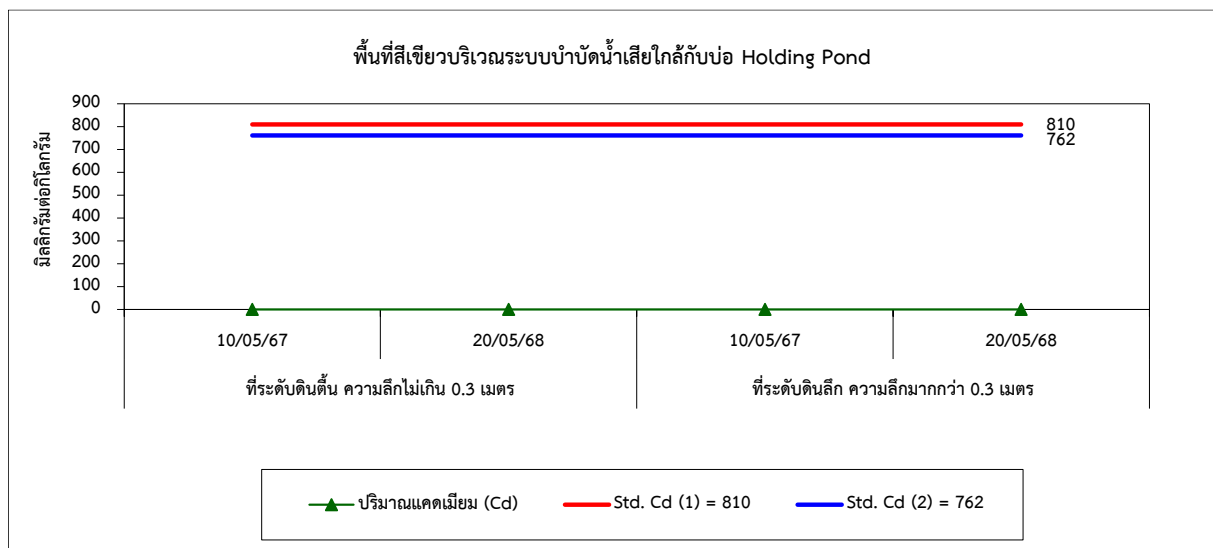 พื้นที่สีเขียวบริเวณระบบบำบัดน้ำเสียใกล้กับบ่อ Holding Pond
มิลลิกรัมต่อกิโลกรัม
900
800
700
600
500
400
300
200
100
0
810
762
10/05/67 20/05/68 10/05/67 20/05/68
ที่ระดับดินตื้น ความลึกไม่เกิน 0.3 เมตร ที่ระดับดินลึก ความลึกมากกว่า 0.3 เมตร
ปริมาณแคดเมียม (Cd) Std. Cd (1) = 810 Std. Cd (2) = 762